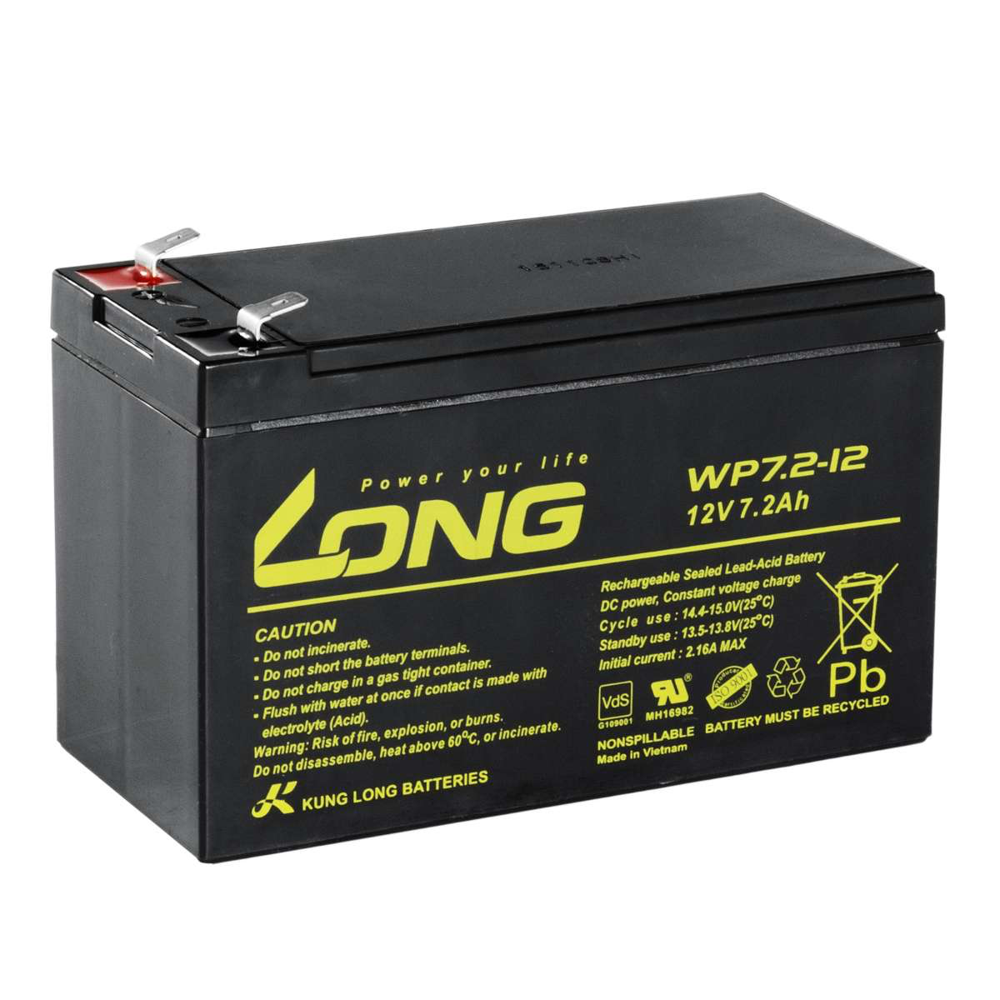 Power your life
LONG
WP7.2-12
12V 7.2Ah
CAUTION
• Do not incinerate.
• Do not short the battery terminals.
• Do not charge in a gas tight container.
• Flush with water at once if contact is made with
electrolyte (Acid).
Warning: Risk of fire, explosion, or burns.
Do not disassemble, heat above 60°C, or incinerate.
KUNG LONG BATTERIES
Rechargeable Sealed Lead-Acid Battery
DC power, Constant voltage charge
Cycle use : 14.4-15.0V(25°C)
Standby use : 13.5-13.8V(25°C)
Initial current : 2.16A MAX
VdS
G109001
RU®
MH16982
Producer
ISO 9001
Certificated
Pb
NONSPILLABLE BATTERY MUST BE RECYCLED
Made in Vietnam